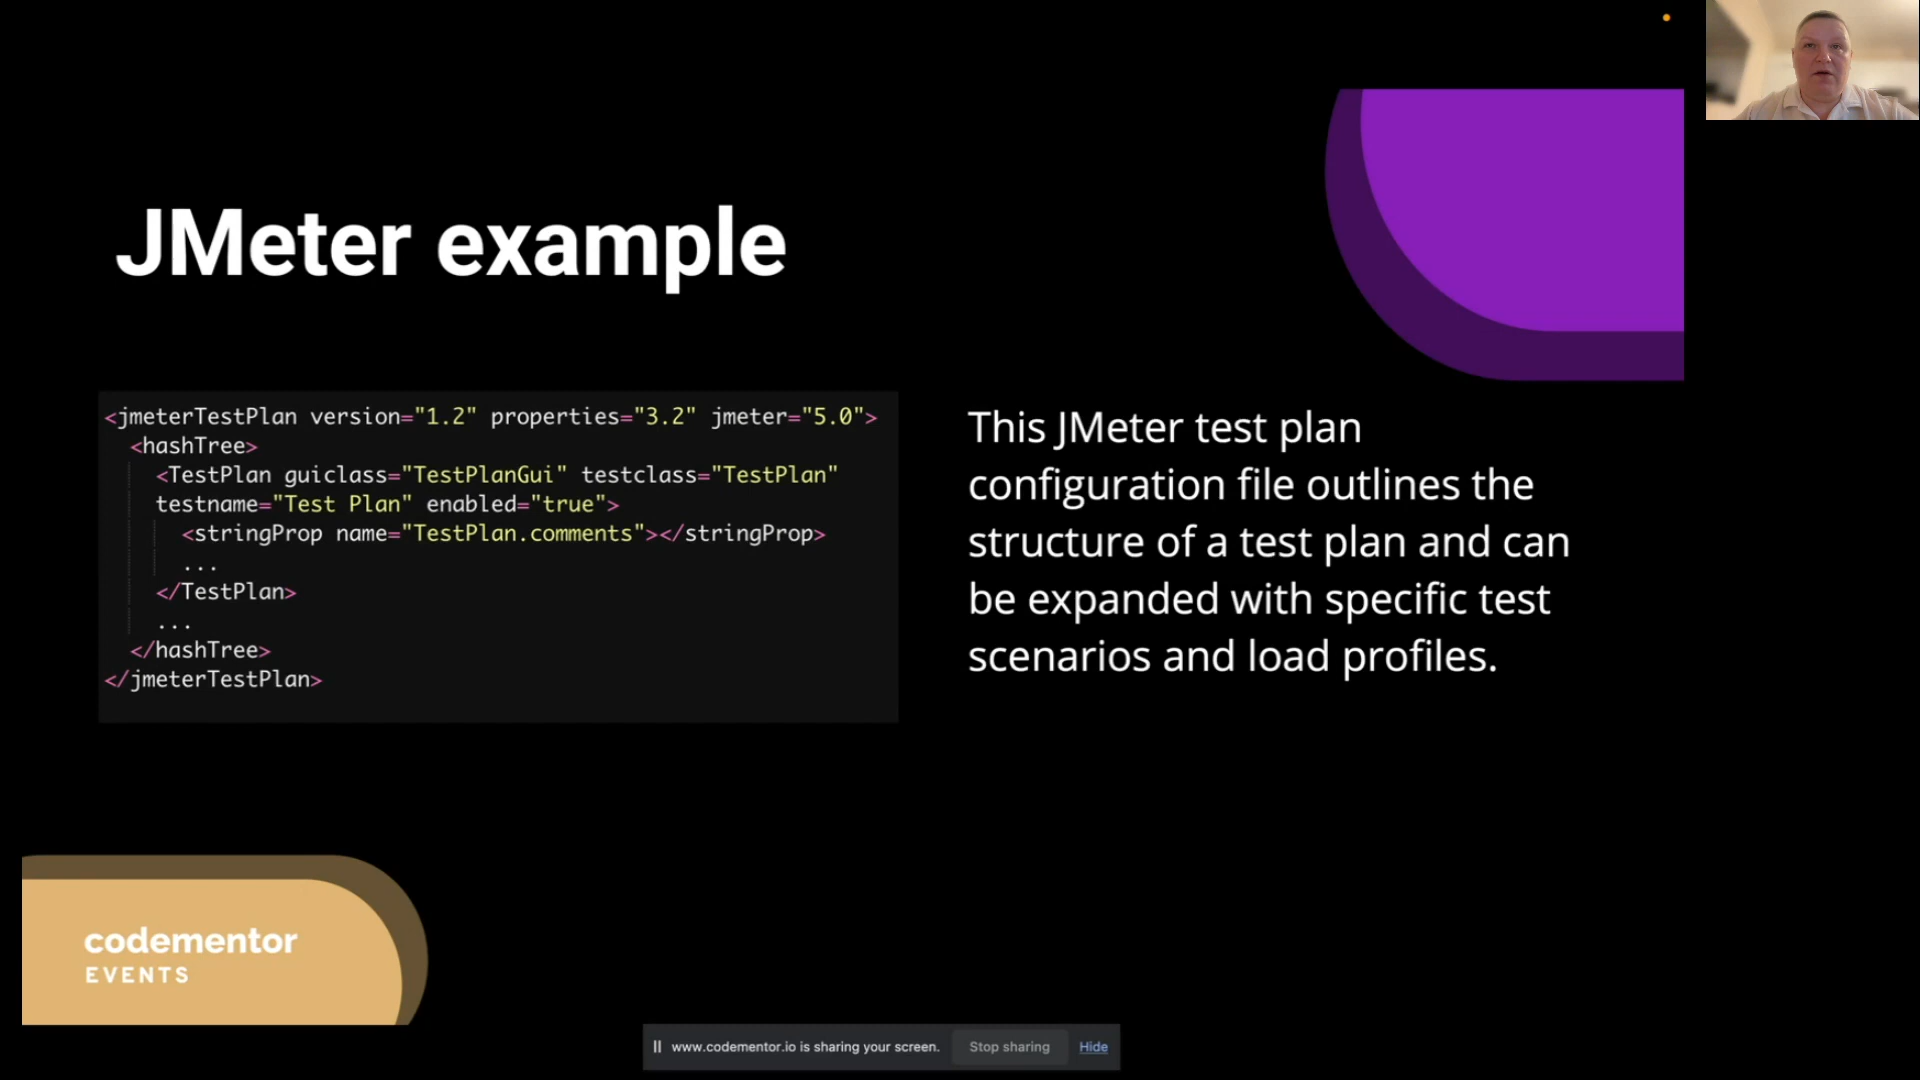 JMeter example
<jmeterTestPlan version="1.2" properties="3.2" jmeter="5.0">
<hashTree>
<TestPlan guiclass="TestPlanGui" testclass="TestPlan"
testname="Test Plan" enabled="true">
<stringProp name="TestPlan.comments"></stringProp>
...
</TestPlan>
...
</hashTree>
</jmeterTestPlan>
This JMeter test plan
configuration file outlines the
structure of a test plan and can
be expanded with specific test
scenarios and load profiles.
codementor
EVENTS
www.codementor.io is sharing your screen.
Stop sharing
Hide